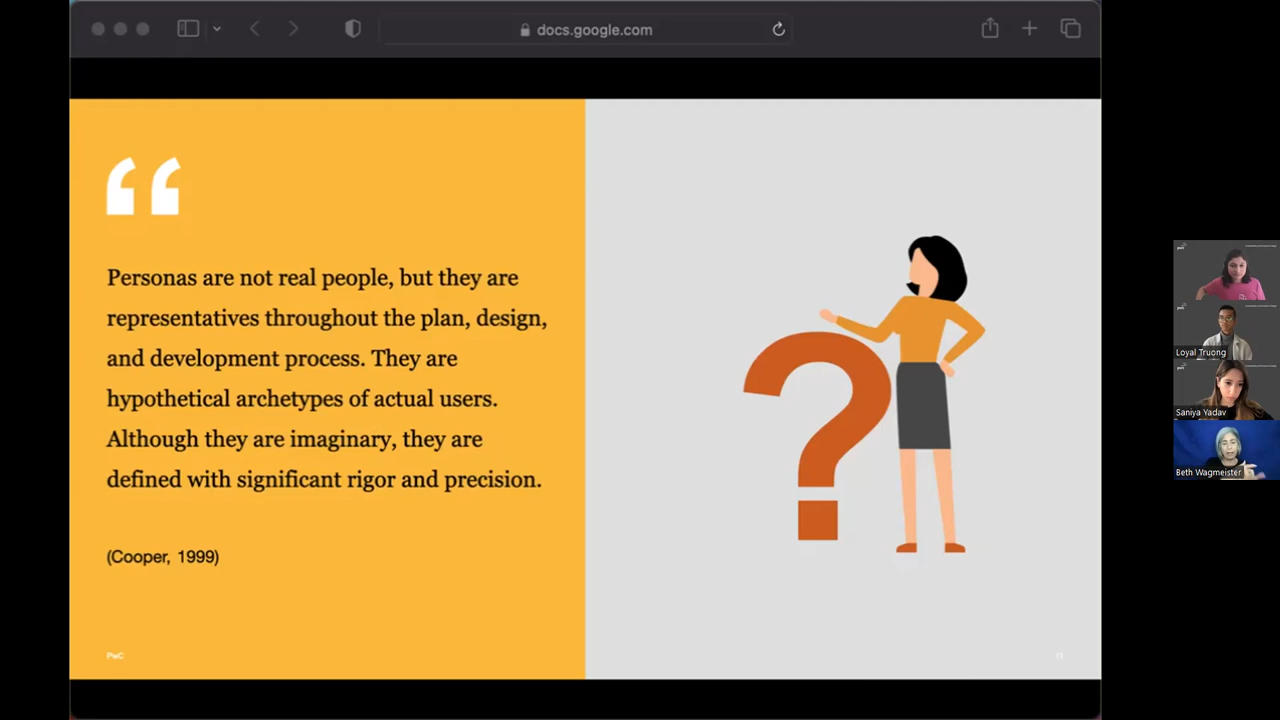 docs.google.com
Personas are not real people, but they are
representatives throughout the plan, design,
and development process. They are
hypothetical archetypes of actual users.
Although they are imaginary, they are
defined with significant rigor and precision.
(Cooper, 1999)
PwC
Loyal Truong
Saniya Yadav
Beth Wagmeister